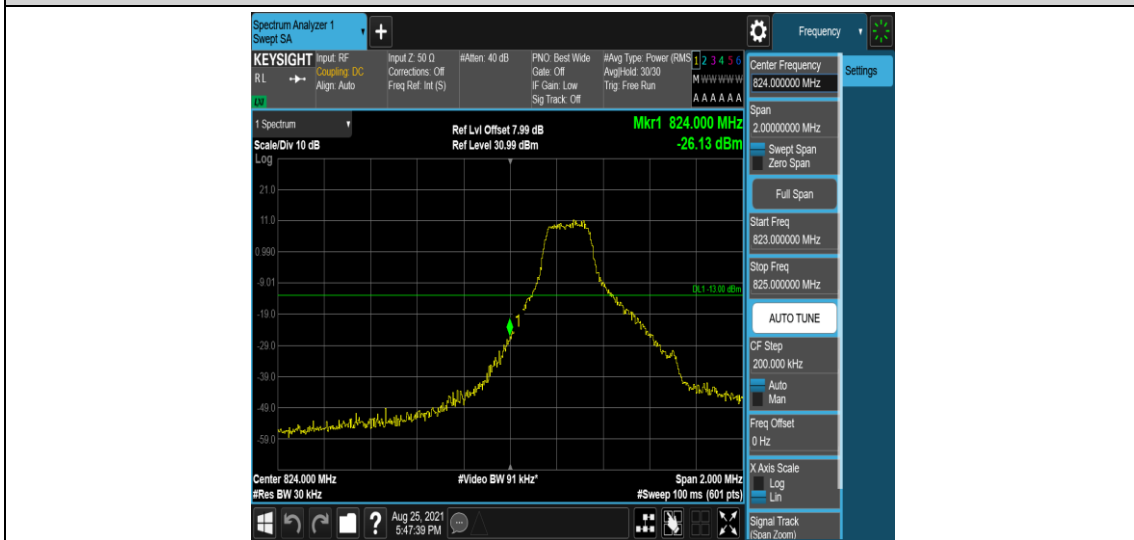 Spectrum Analyzer 1
Swept SA
+
Frequency
KEYSIGHT
RL
Input: RF
Coupling: DC
Align: Auto
Input Z: 50 Ω
Corrections: Off
Freq Ref: Int (S)
#Atten: 40 dB
PNO: Best Wide
Gate: Off
IF Gain: Low
Sig Track: Off
#Avg Type: Power (RMS
Avg|Hold: 30/30
Trig: Free Run
1 2 3 4 5 6
M W W W W W
A A A A A A
Center Frequency
824.000000 MHz
Settings
Span
2.00000000 MHz
Swept Span
Zero Span
Full Span
Start Freq
823.000000 MHz
Stop Freq
825.000000 MHz
AUTO TUNE
CF Step
200.000 kHz
Auto
Man
Freq Offset
0 Hz
X Axis Scale
Log
Lin
Signal Track
(Span Zoom)
1 Spectrum
Scale/Div 10 dB
Ref Lvl Offset 7.99 dB
Ref Level 30.99 dBm
Mkr1 824.000 MHz
-26.13 dBm
Log
21.0
11.0
0.990
-9.01
DL1 -13.00 dBm
-19.0
1
-29.0
-39.0
-49.0
-59.0
Center 824.000 MHz
#Video BW 91 kHz*
Span 2.000 MHz
#Res BW 30 kHz
#Sweep 100 ms (601 pts)
?
Aug 25, 2021
5:47:39 PM